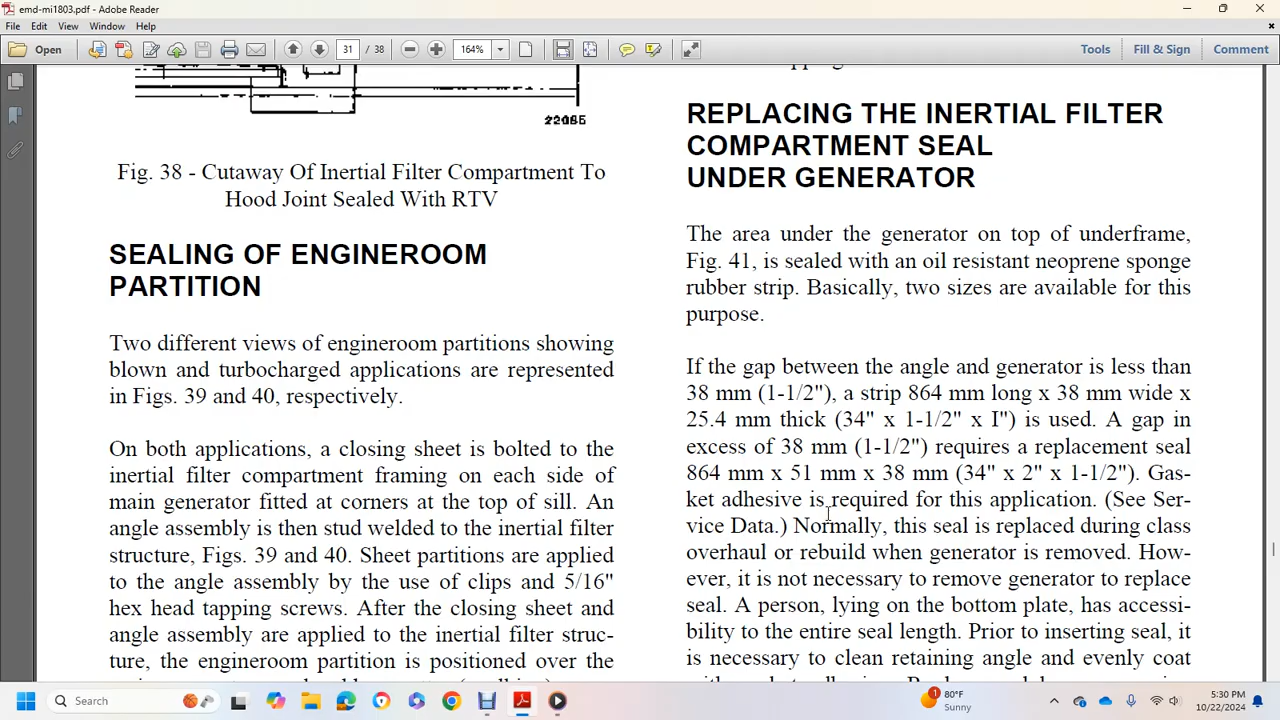 emd-mi1803.pdf - Adobe Reader
File Edit View Window Help
Open 31 / 38 164% Tools Fill & Sign Comment
Fig. 38 - Cutaway Of Inertial Filter Compartment To
Hood Joint Sealed With RTV
SEALING OF ENGINEROOM
PARTITION
Two different views of engineroom partitions showing
blown and turbocharged applications are represented
in Figs. 39 and 40, respectively.
On both applications, a closing sheet is bolted to the
inertial filter compartment framing on each side of
main generator fitted at corners at the top of sill. An
angle assembly is then stud welded to the inertial filter
structure, Figs. 39 and 40. Sheet partitions are applied
to the angle assembly by the use of clips and 5/16"
hex head tapping screws. After the closing sheet and
angle assembly are applied to the inertial filter struc-
ture, the engineroom partition is positioned over the
REPLACING THE INERTIAL FILTER
COMPARTMENT SEAL
UNDER GENERATOR
The area under the generator on top of underframe,
Fig. 41, is sealed with an oil resistant neoprene sponge
rubber strip. Basically, two sizes are available for this
purpose.
If the gap between the angle and generator is less than
38 mm (1-1/2"), a strip 864 mm long x 38 mm wide x
25.4 mm thick (34" x 1-1/2" x I") is used. A gap in
excess of 38 mm (1-1/2") requires a replacement seal
864 mm x 51 mm x 38 mm (34" x 2" x 1-1/2"). Gas-
ket adhesive is required for this application. (See Ser-
vice Data.) Normally, this seal is replaced during class
overhaul or rebuild when generator is removed. How-
ever, it is not necessary to remove generator to replace
seal. A person, lying on the bottom plate, has accessi-
bility to the entire seal length. Prior to inserting seal, it
is necessary to clean retaining angle and evenly coat
Search
1
80°F
Sunny
5:30 PM
10/22/2024